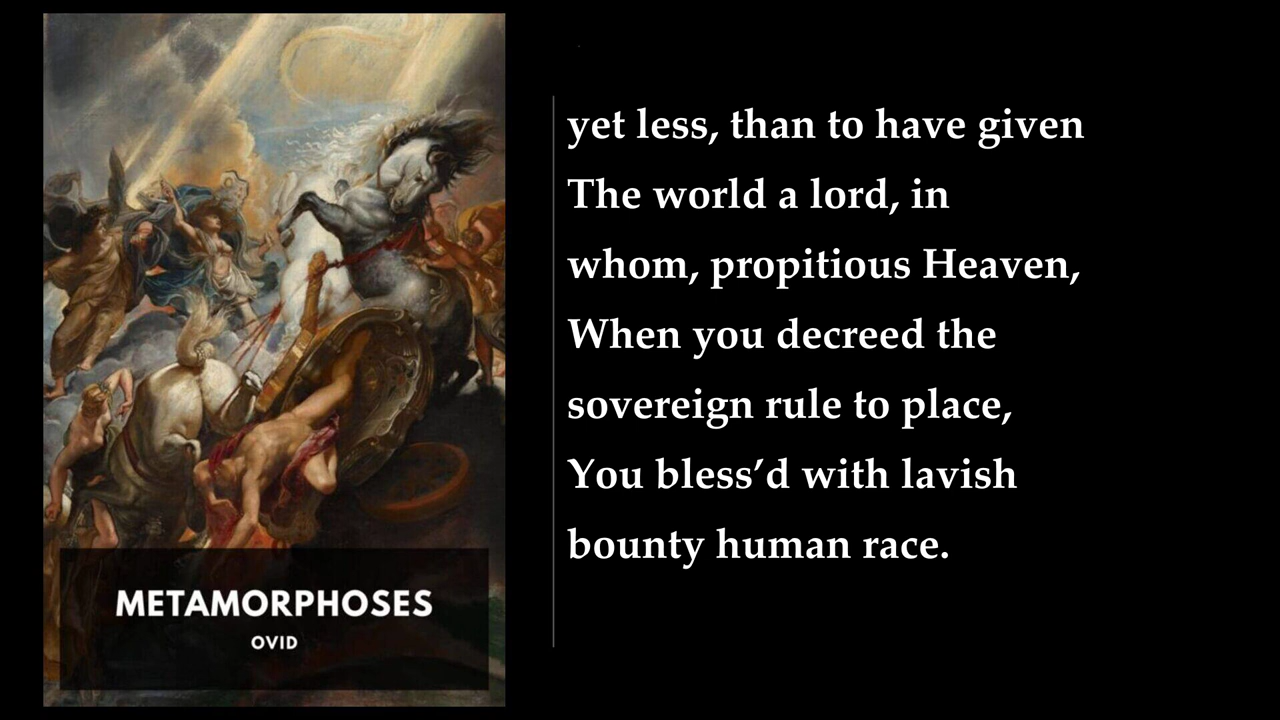 METAMORPHOSES
OVID
yet less, than to have given
The world a lord, in
whom, propitious Heaven,
When you decreed the
sovereign rule to place,
You bless’d with lavish
bounty human race.